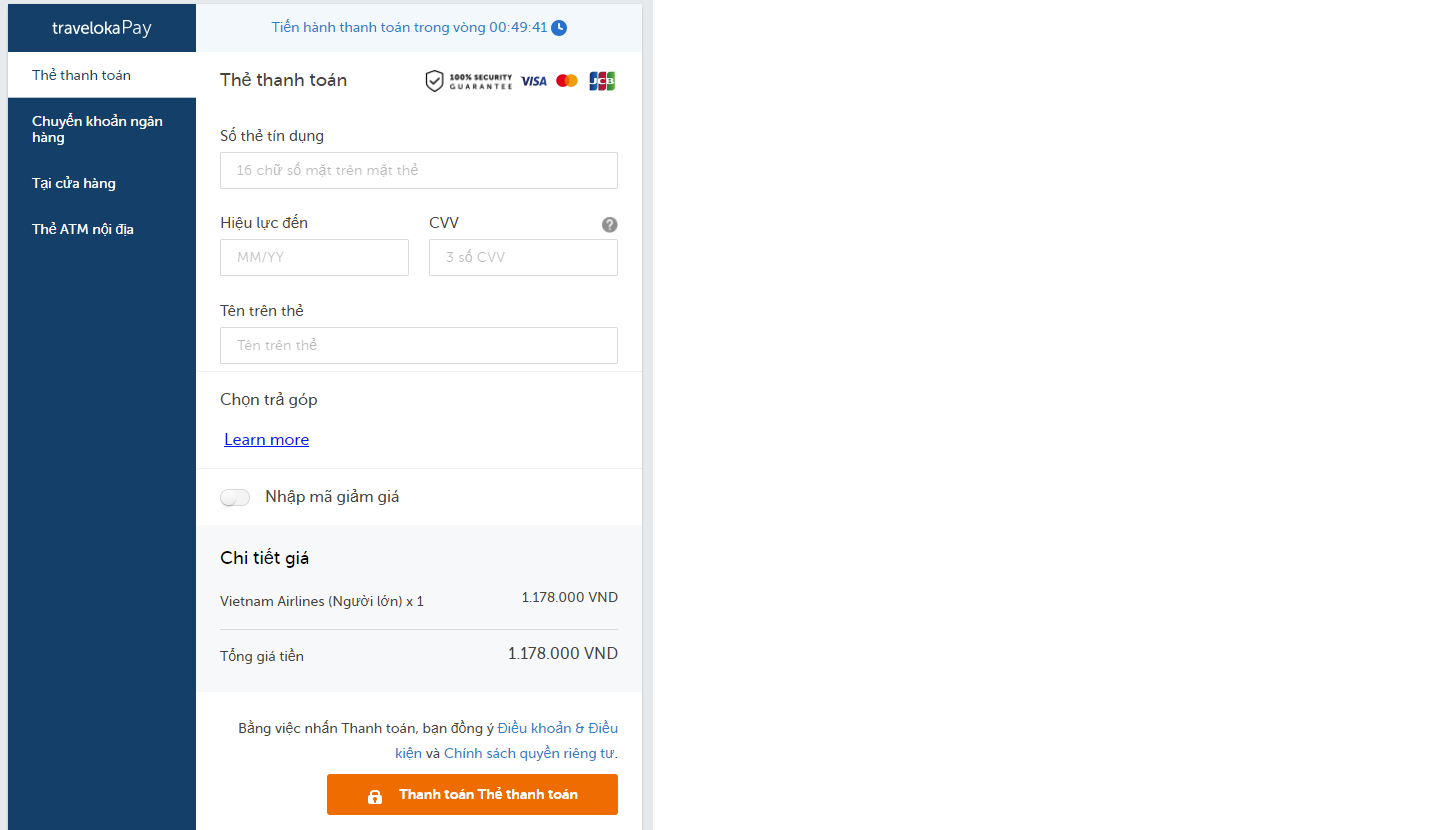 travelokaPay
Tiến hành thanh toán trong vòng 00:49:41
Thẻ thanh toán
Chuyển khoản ngân
hàng
Tại cửa hàng
Thẻ ATM nội địa
Thẻ thanh toán
100% SECURITY
GUARANTEE
VISA
JCB
Số thẻ tín dụng
16 chữ số mặt trên mặt thẻ
Hiệu lực đến
CVV
?
MM/YY
3 số CVV
Tên trên thẻ
Tên trên thẻ
Chọn trả góp
Learn more
Nhập mã giảm giá
Chi tiết giá
Vietnam Airlines (Người lớn) x 1
1.178.000 VND
Tổng giá tiền
1.178.000 VND
Bằng việc nhấn Thanh toán, bạn đồng ý Điều khoản & Điều
kiện và Chính sách quyền riêng tư.
Thanh toán Thẻ thanh toán